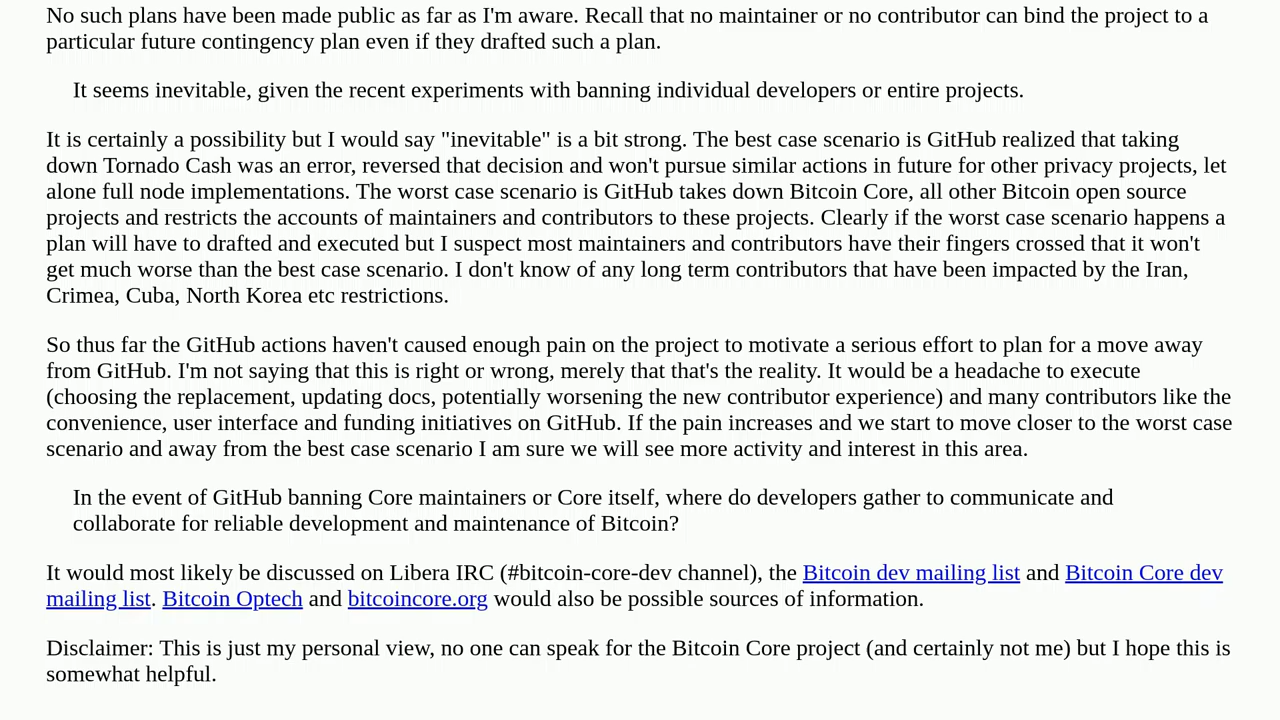 No such plans have been made public as far as I'm aware. Recall that no maintainer or no contributor can bind the project to a
particular future contingency plan even if they drafted such a plan.
It seems inevitable, given the recent experiments with banning individual developers or entire projects.
It is certainly a possibility but I would say "inevitable" is a bit strong. The best case scenario is GitHub realized that taking
down Tornado Cash was an error, reversed that decision and won't pursue similar actions in future for other privacy projects, let
alone full node implementations. The worst case scenario is GitHub takes down Bitcoin Core, all other Bitcoin open source
projects and restricts the accounts of maintainers and contributors to these projects. Clearly if the worst case scenario happens a
plan will have to drafted and executed but I suspect most maintainers and contributors have their fingers crossed that it won't
get much worse than the best case scenario. I don't know of any long term contributors that have been impacted by the Iran,
Crimea, Cuba, North Korea etc restrictions.
So thus far the GitHub actions haven't caused enough pain on the project to motivate a serious effort to plan for a move away
from GitHub. I'm not saying that this is right or wrong, merely that that's the reality. It would be a headache to execute
(choosing the replacement, updating docs, potentially worsening the new contributor experience) and many contributors like the
convenience, user interface and funding initiatives on GitHub. If the pain increases and we start to move closer to the worst case
scenario and away from the best case scenario I am sure we will see more activity and interest in this area.
In the event of GitHub banning Core maintainers or Core itself, where do developers gather to communicate and
collaborate for reliable development and maintenance of Bitcoin?
It would most likely be discussed on Libera IRC (#bitcoin-core-dev channel), the Bitcoin dev mailing list and Bitcoin Core dev
mailing list. Bitcoin Optech and bitcoincore.org would also be possible sources of information.
Disclaimer: This is just my personal view, no one can speak for the Bitcoin Core project (and certainly not me) but I hope this is
somewhat helpful.